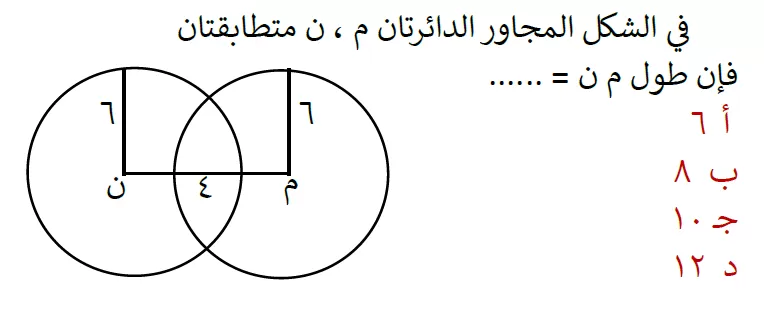 في الشكل المجاور الدائرتان م ، ن متطابقتان
فإن طول م ن = ......
أ ٦
ب ٨
جـ ١٠
د ١٢
٦
٦
م
٤
ن